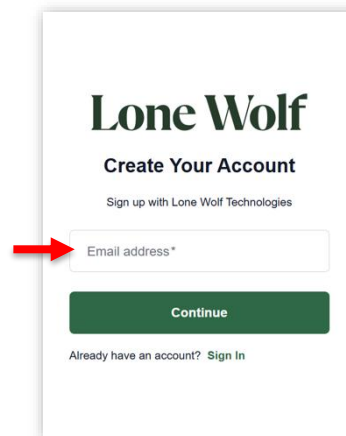 Lone Wolf
Create Your Account
Sign up with Lone Wolf Technologies
Email address*
Continue
Already have an account? Sign In